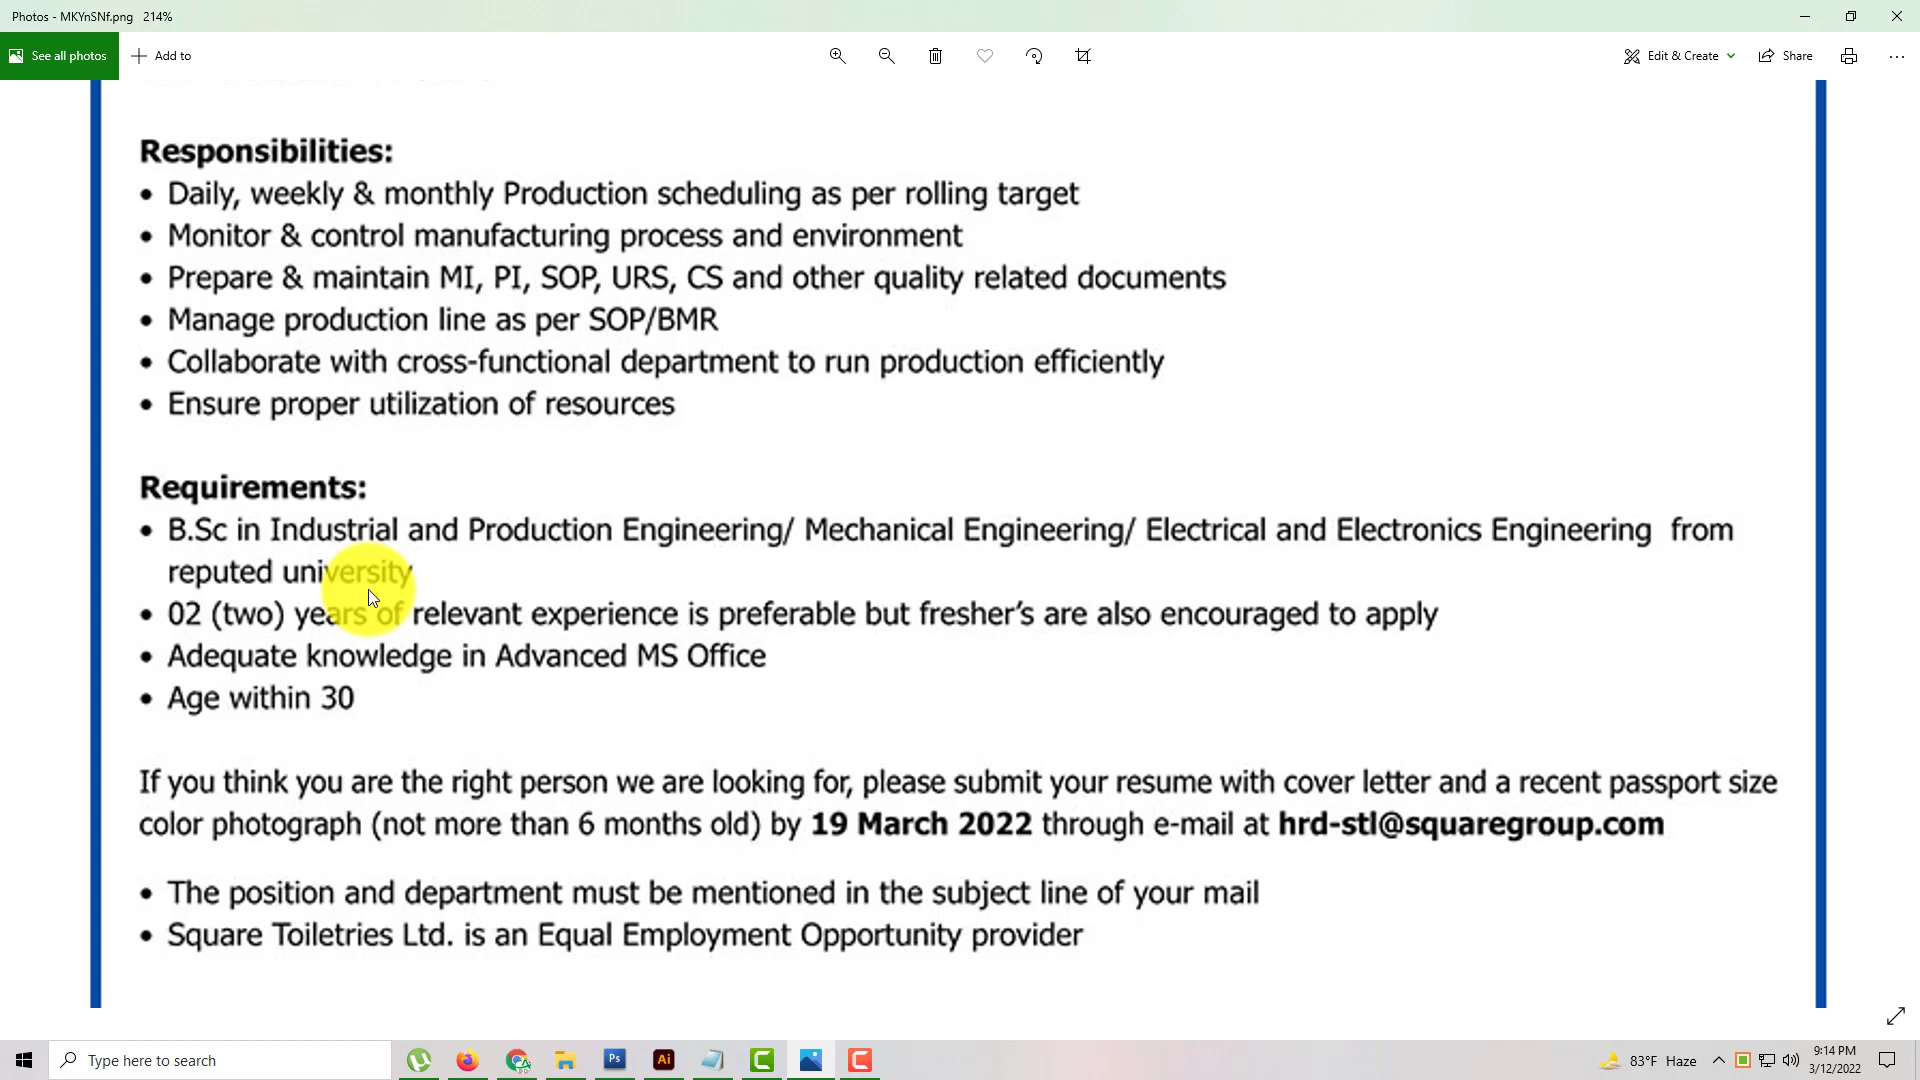 Photos - MKYnSNf.png 214%
See all photos
Add to
Edit & Create
Share
Responsibilities:
• Daily, weekly & monthly Production scheduling as per rolling target
• Monitor & control manufacturing process and environment
• Prepare & maintain MI, PI, SOP, URS, CS and other quality related documents
• Manage production line as per SOP/BMR
• Collaborate with cross-functional department to run production efficiently
• Ensure proper utilization of resources
Requirements:
• B.Sc in Industrial and Production Engineering/ Mechanical Engineering/ Electrical and Electronics Engineering from
reputed university
• 02 (two) years of relevant experience is preferable but fresher's are also encouraged to apply
• Adequate knowledge in Advanced MS Office
• Age within 30
If you think you are the right person we are looking for, please submit your resume with cover letter and a recent passport size
color photograph (not more than 6 months old) by 19 March 2022 through e-mail at hrd-stl@squaregroup.com
• The position and department must be mentioned in the subject line of your mail
• Square Toiletries Ltd. is an Equal Employment Opportunity provider
Type here to search
Ps
Ai
83°F Haze
9:14 PM
3/12/2022